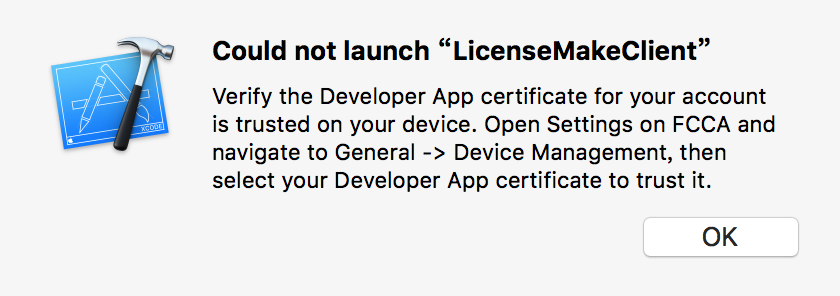 Could not launch “LicenseMakeClient”
Verify the Developer App certificate for your account
is trusted on your device. Open Settings on FCCA and
navigate to General -> Device Management, then
select your Developer App certificate to trust it.
XCODE
OK